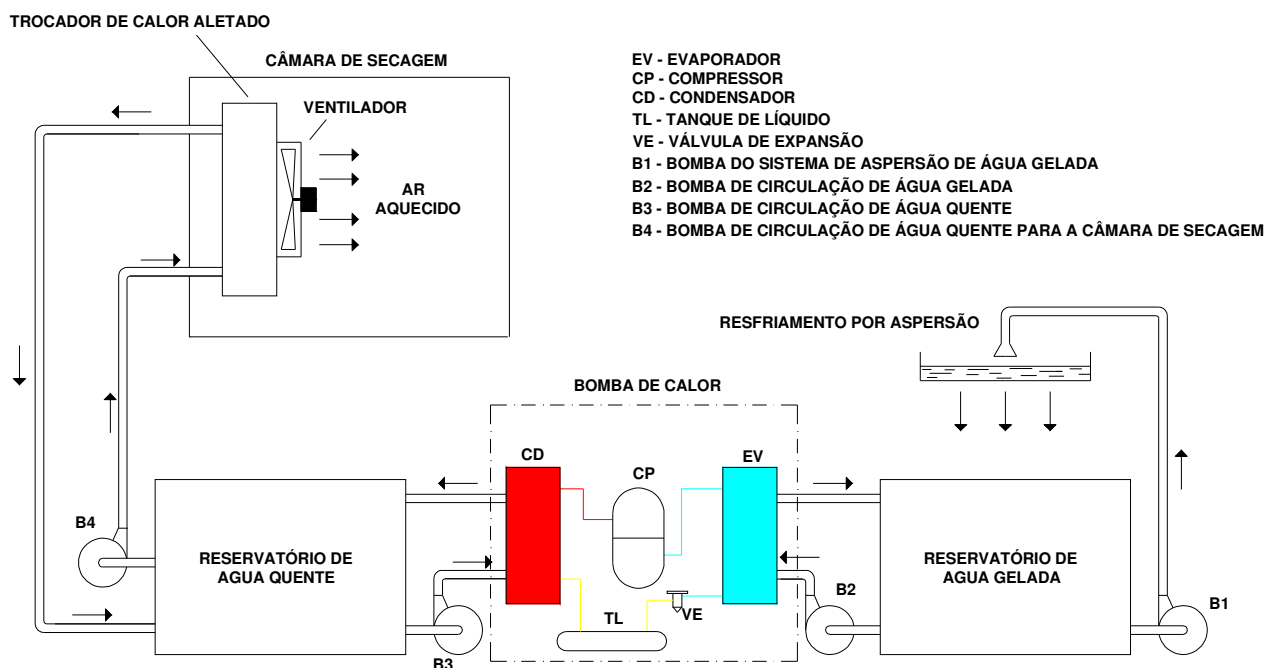 TROCADOR DE CALOR ALETADO
CÂMARA DE SECAGEM
VENTILADOR
AR
AQUECIDO
EV - EVAPORADOR
CP - COMPRESSOR
CD - CONDENSADOR
TL - TANQUE DE LÍQUIDO
VE - VÁLVULA DE EXPANSÃO
B1 - BOMBA DO SISTEMA DE ASPERSÃO DE ÁGUA GELADA
B2 - BOMBA DE CIRCULAÇÃO DE ÁGUA GELADA
B3 - BOMBA DE CIRCULAÇÃO DE ÁGUA QUENTE
B4 - BOMBA DE CIRCULAÇÃO DE ÁGUA QUENTE PARA A CÂMARA DE SECAGEM
RESFRIAMENTO POR ASPERSÃO
BOMBA DE CALOR
CD
CP
EV
B4
RESERVATÓRIO DE
AGUA QUENTE
RESERVATÓRIO DE
AGUA GELADA
B2
B1
TL
VE
B3